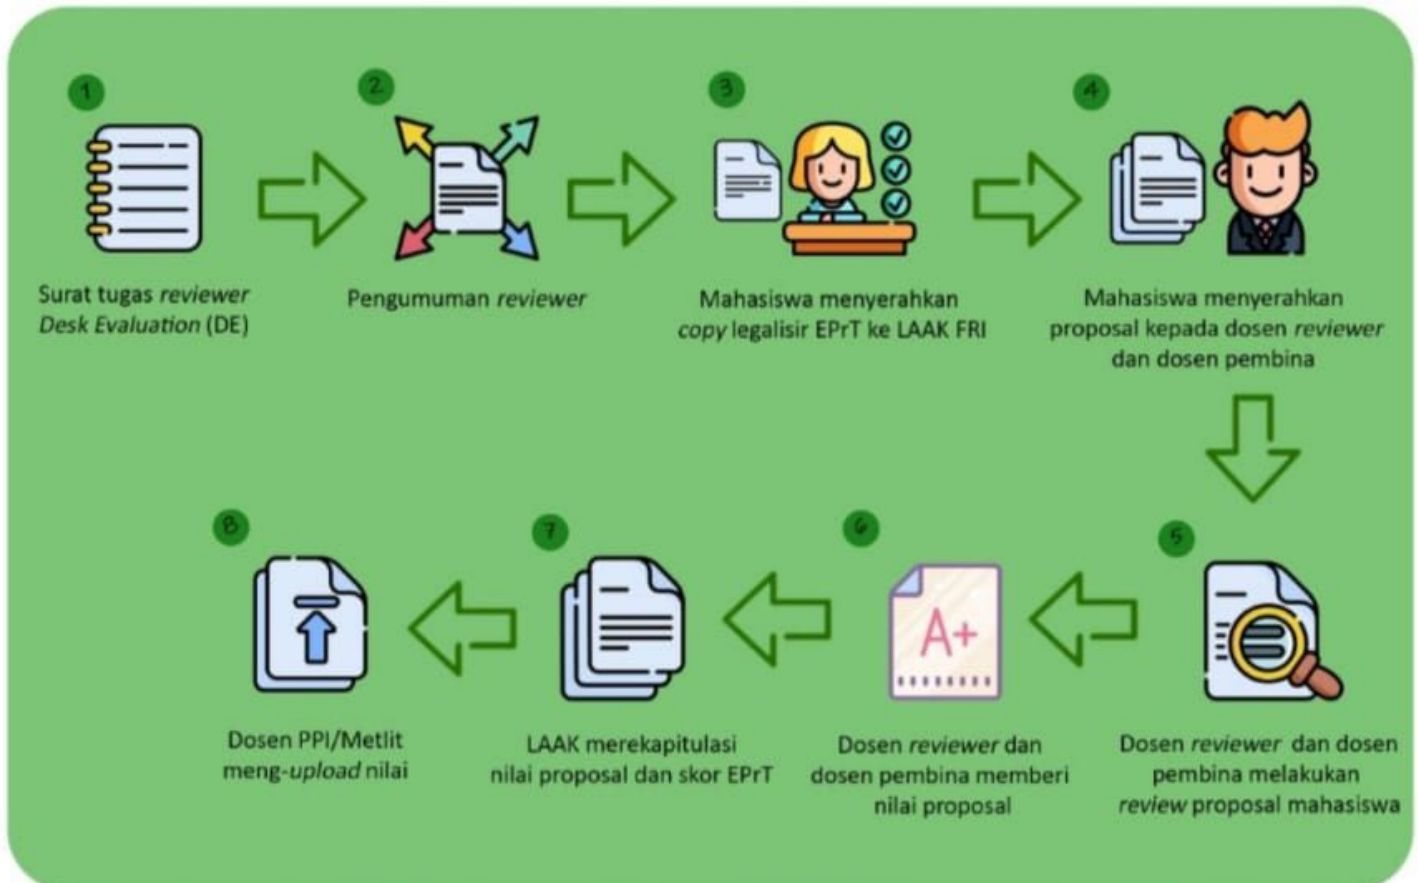 1
Surat tugas reviewer
Desk Evaluation (DE)
2
Pengumuman reviewer
3
Mahasiswa menyerahkan
copy legalisir EPrT ke LAAK FRI
4
Mahasiswa menyerahkan
proposal kepada dosen reviewer
dan dosen pembina
5
Dosen reviewer dan dosen
pembina melakukan
review proposal mahasiswa
6
A+
Dosen reviewer dan
dosen pembina memberi
nilai proposal
7
LAAK merekapitulasi
nilai proposal dan skor EPrT
8
Dosen PPI/Metlit
meng-upload nilai